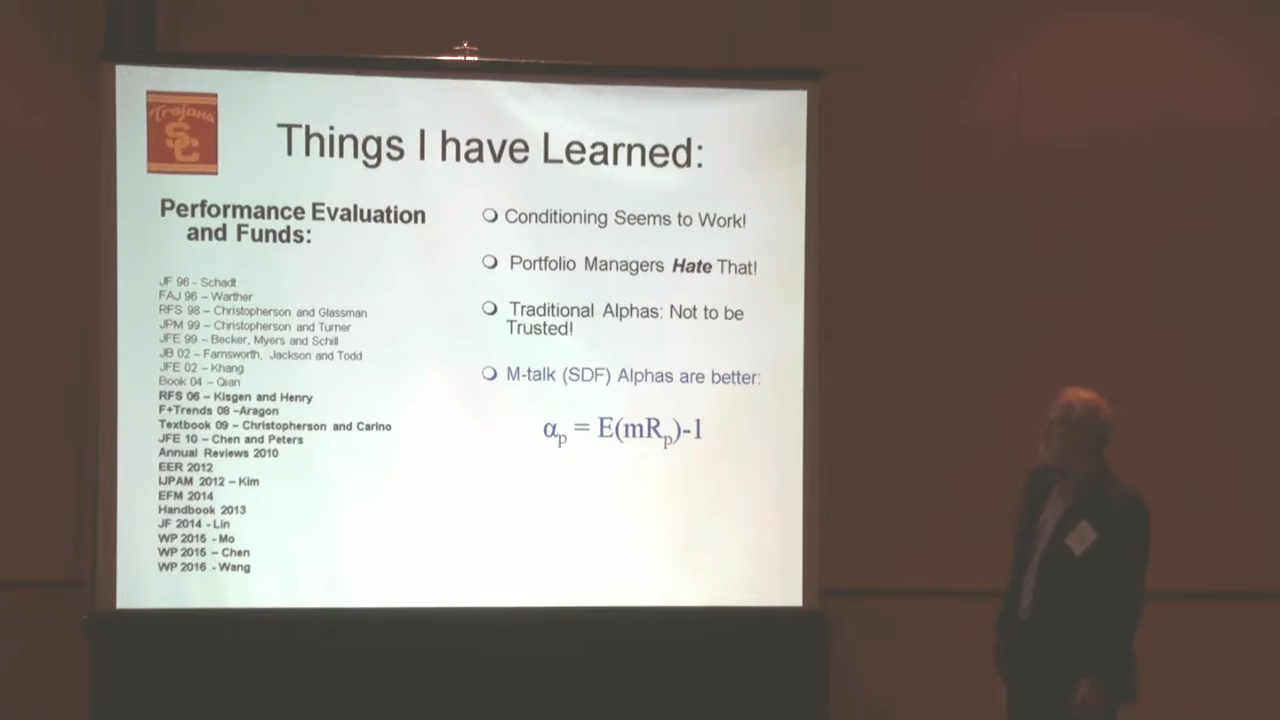 Trojans
SC
Things I have Learned:
Performance Evaluation
and Funds:
JF 96 - Schadt
FAJ 96 – Warther
RFS 98 – Christopherson and Glassman
JPM 99 – Christopherson and Turner
JFE 99 – Becker, Myers and Schill
JB 02 – Farnsworth, Jackson and Todd
JFE 02 – Khang
Book 04 – Qian
RFS 06 – Kisgen and Henry
F+Trends 08 –Aragon
Textbook 09 – Christopherson and Carino
JFE 10 – Chen and Peters
Annual Reviews 2010
EER 2012
IJPAM 2012 – Kim
EFM 2014
Handbook 2013
JF 2014 - Lin
WP 2015 - Mo
WP 2015 – Chen
WP 2016 - Wang
Conditioning Seems to Work!
Portfolio Managers Hate That!
Traditional Alphas: Not to be
Trusted!
M-talk (SDF) Alphas are better:
αp = E(mRp)-1